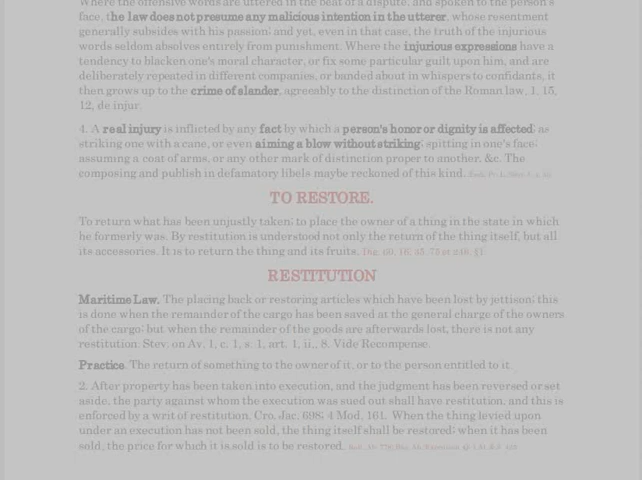 Where the offensive words are uttered in the heat of a dispute, and spoken to the person's
face, the law does not presume any malicious intention in the utterer, whose resentment
generally subsides with his passion; and yet, even in that case, the truth of the injurious
words seldom absolves entirely from punishment. Where the injurious expressions have a
tendency to blacken one's moral character, or fix some particular guilt upon him, and are
deliberately repeated in different companies, or banded about in whispers to confidants, it
then grows up to the crime of slander, agreeably to the distinction of the Roman law, 1. 15,
12, de injur.
4. A real injury is inflicted by any fact by which a person's honor or dignity is affected; as
striking one with a cane, or even aiming a blow without striking; spitting in one's face;
assuming a coat of arms, or any other mark of distinction proper to another, &c. The
composing and publish in defamatory libels maybe reckoned of this kind.
TO RESTORE.
To return what has been unjustly taken; to place the owner of a thing in the state in which
he formerly was. By restitution is understood not only the return of the thing itself, but all
its accessories. It is to return the thing and its fruits.
RESTITUTION
Maritime Law. The placing back or restoring articles which have been lost by jettison; this
is done when the remainder of the cargo has been saved at the general charge of the owners
of the cargo; but when the remainder of the goods are afterwards lost, there is not any
restitution. Stev. on Av. 1, c. 1, s. 1, art. 1, ii., 8. Vide Recompense.
Practice. The return of something to the owner of it, or to the person entitled to it.
2. After property has been taken into execution, and the judgment has been reversed or set
aside, the party against whom the execution was sued out shall have restitution, and this is
enforced by a writ of restitution. Cro. Jac. 698; 4 Mod. 161. When the thing levied upon
under an execution has not been sold, the thing itself shall be restored; when it has been
sold, the price for which it is sold is to be restored.